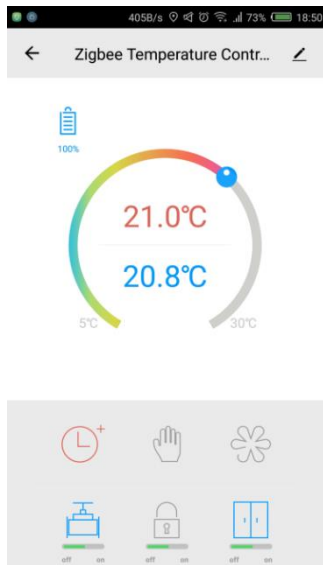 405B/s 73% 18:50
Zigbee Temperature Contr...
100%
21.0℃
20.8℃
5℃ 30℃
off on off on off on